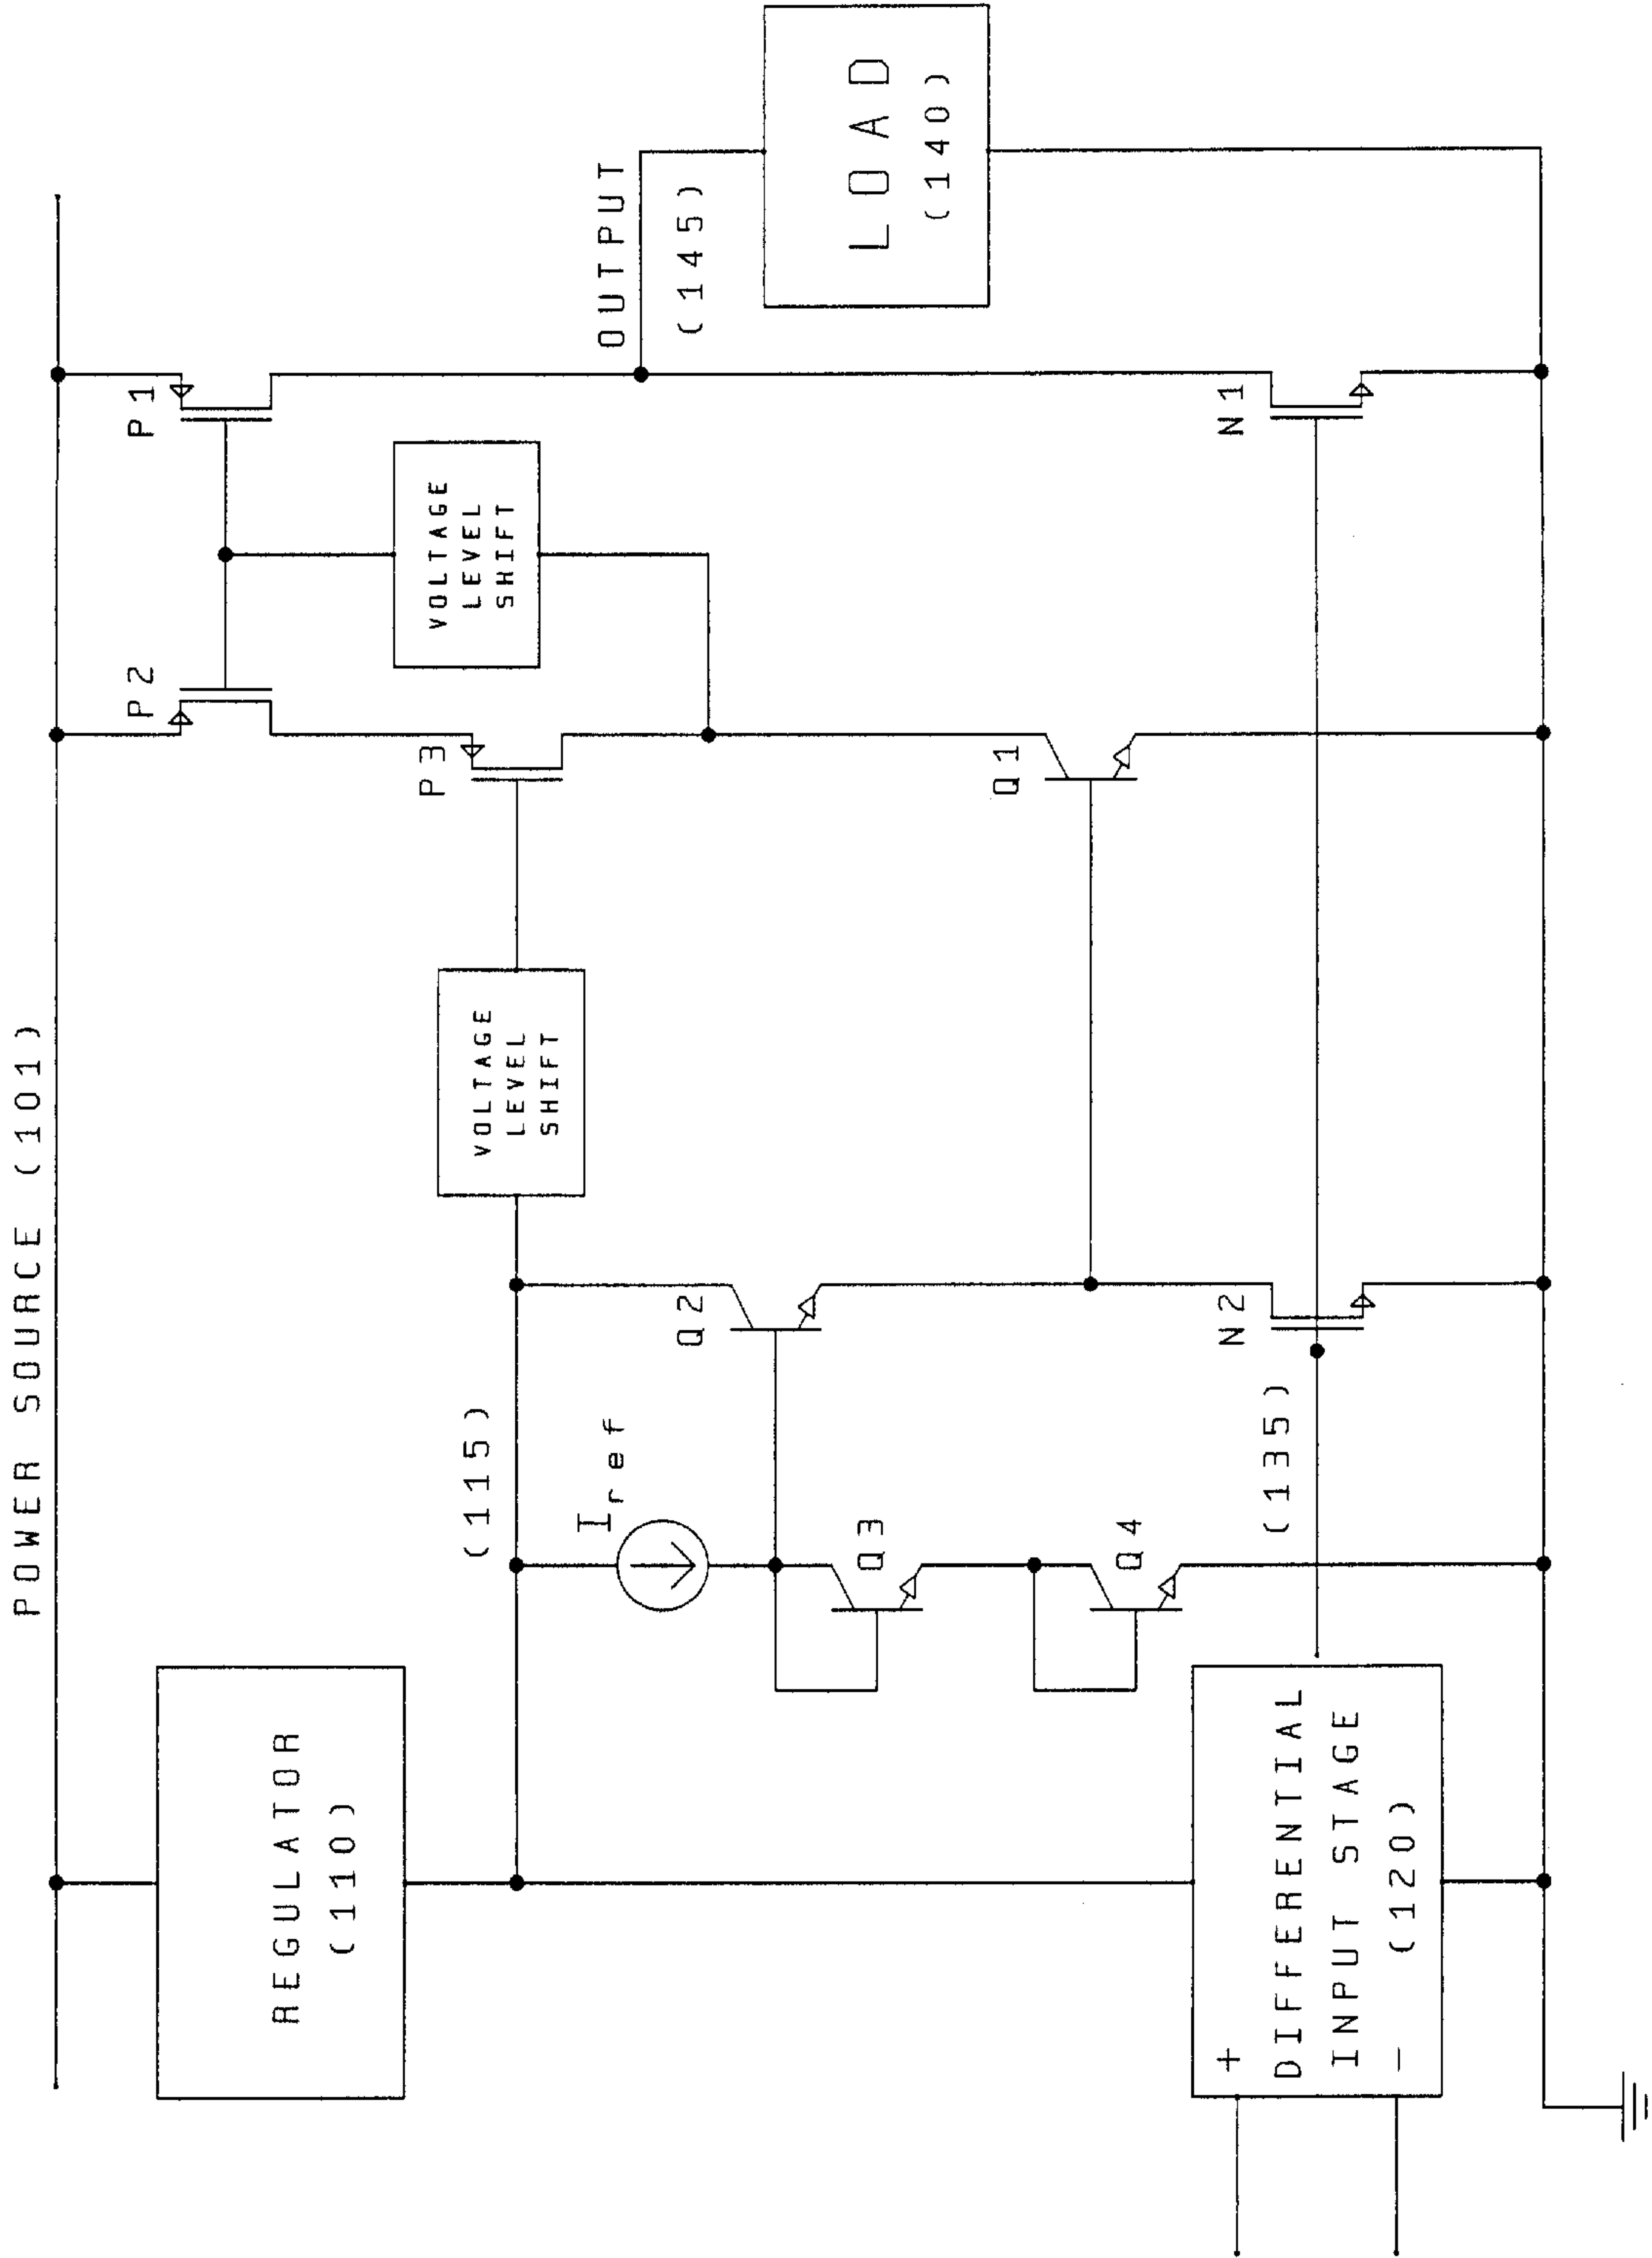 POWER SOURCE (101)
REGULATOR
(110)
(115)
I ref
Q3
Q4
Q2
VOLTAGE
LEVEL
SHIFT
P2
P3
VOLTAGE
LEVEL
SHIFT
P1
OUTPUT
(145)
LOAD
(140)
Q1
N1
N2
(135)
+
DIFFERENTIAL
INPUT STAGE
(120)
−